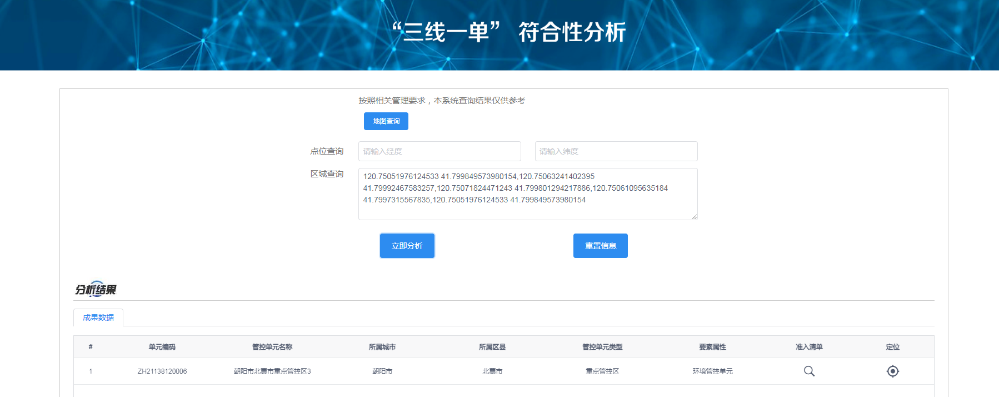 “三线一单” 符合性分析
按照相关管理要求，本系统查询结果仅供参考
地图查询
点位查询 请输入经度 请输入纬度
区域查询 120.75051976124533 41.799849573980154,120.75063241402395
41.79992467583257,120.75071824471243 41.799801294217886,120.75061095635184
41.7997315567835,120.75051976124533 41.799849573980154
立即分析 重置信息
分析结果
成果数据
# 单元编码 管控单元名称 所属城市 所属区县 管控单元类型 要素属性 准入清单 定位
1 ZH21138120006 朝阳市北票市重点管控区3 朝阳市 北票市 重点管控区 环境管控单元